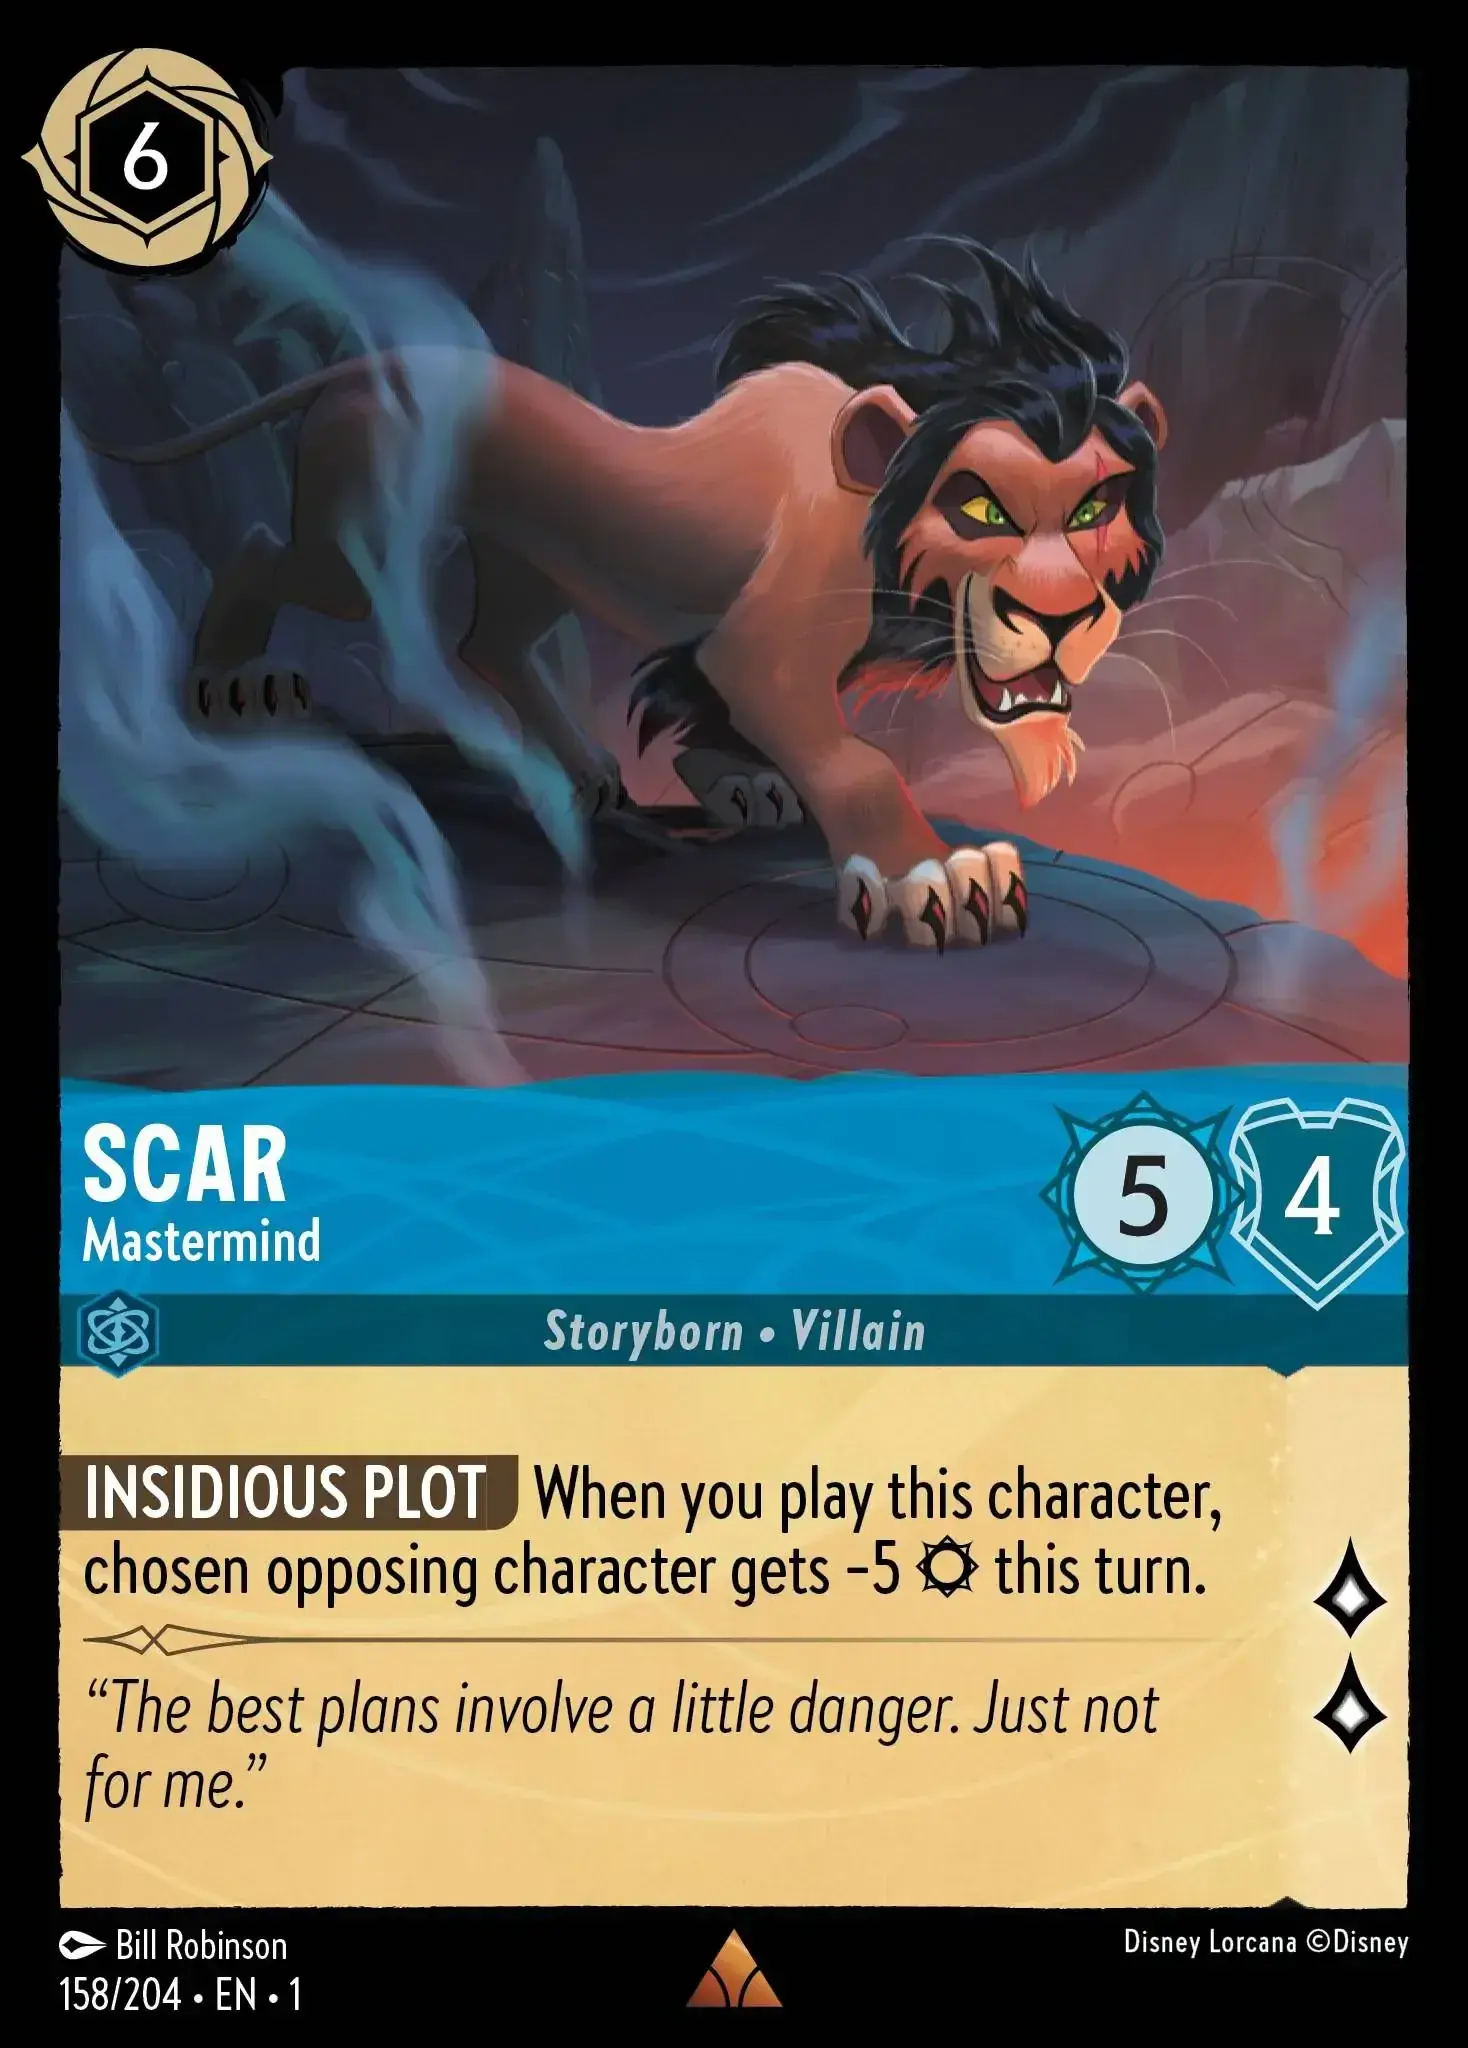 6
SCAR
Mastermind
5
4
Storyborn • Villain
INSIDIOUS PLOT When you play this character,
chosen opposing character gets -5 this turn.
“The best plans involve a little danger. Just not
for me.”
Bill Robinson
158/204 • EN • 1
Disney Lorcana ©Disney